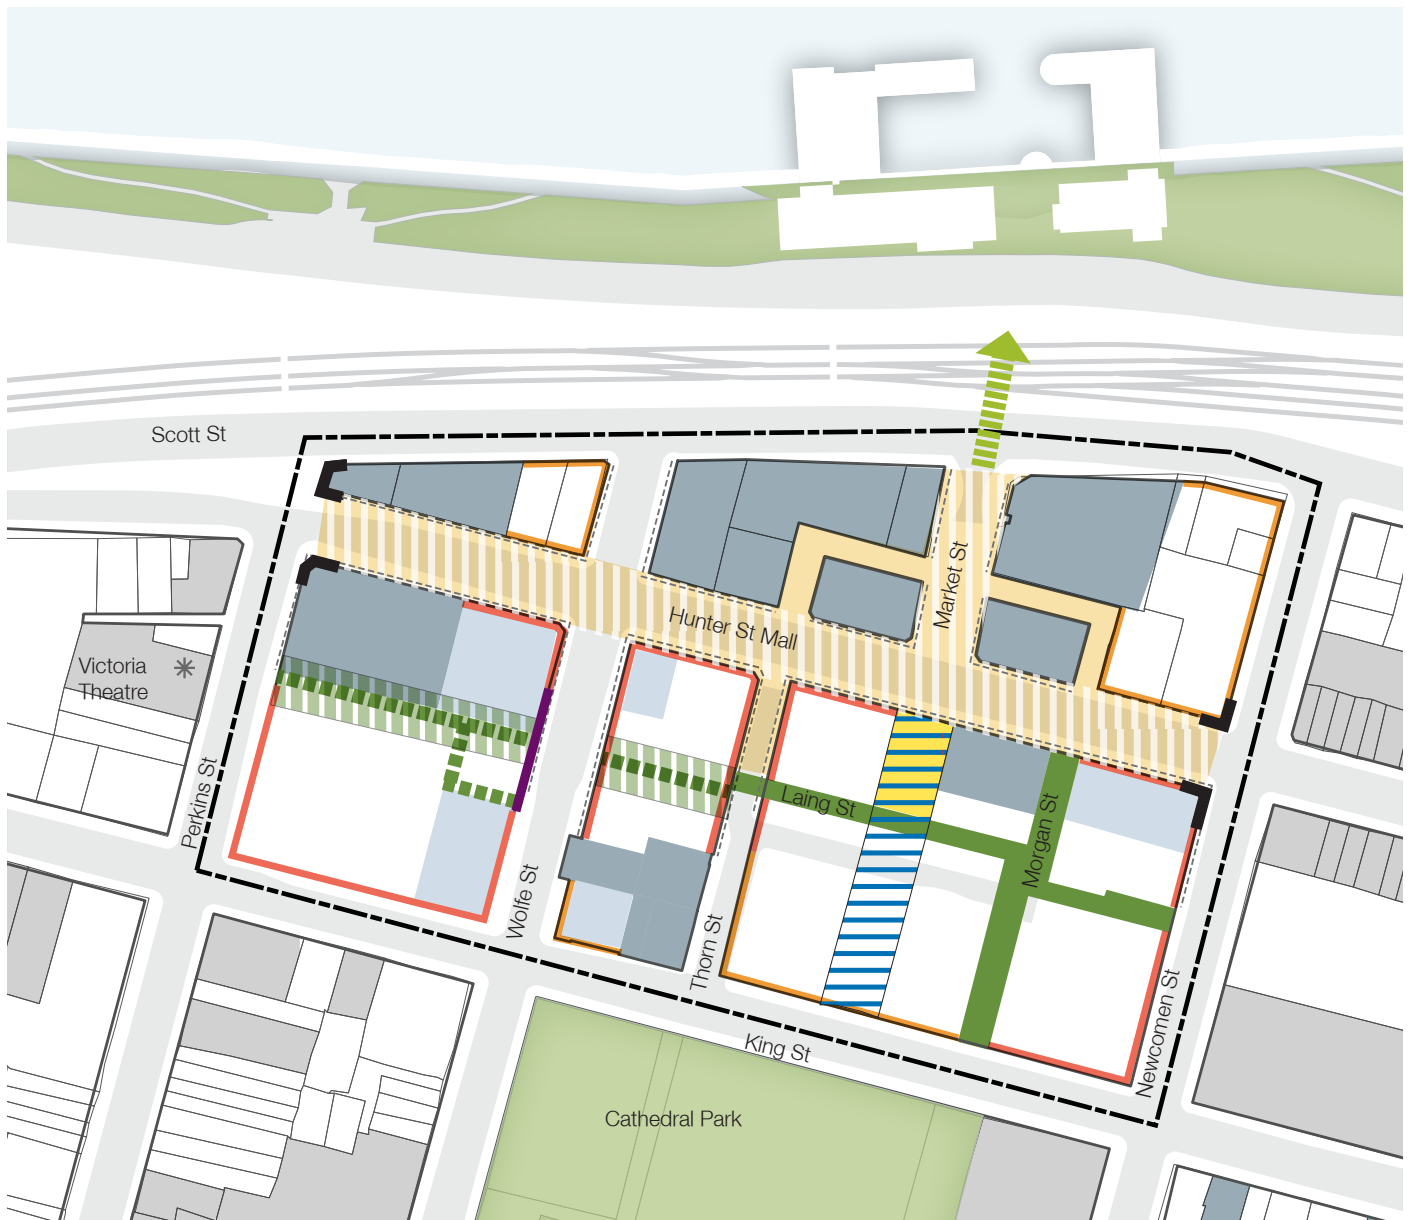 Scott St
Hunter St Mall
Market St
Victoria
Theatre
Perkins St
Laing St
Morgan St
Wolfe St
Thorn St
Newcomen St
King St
Cathedral Park